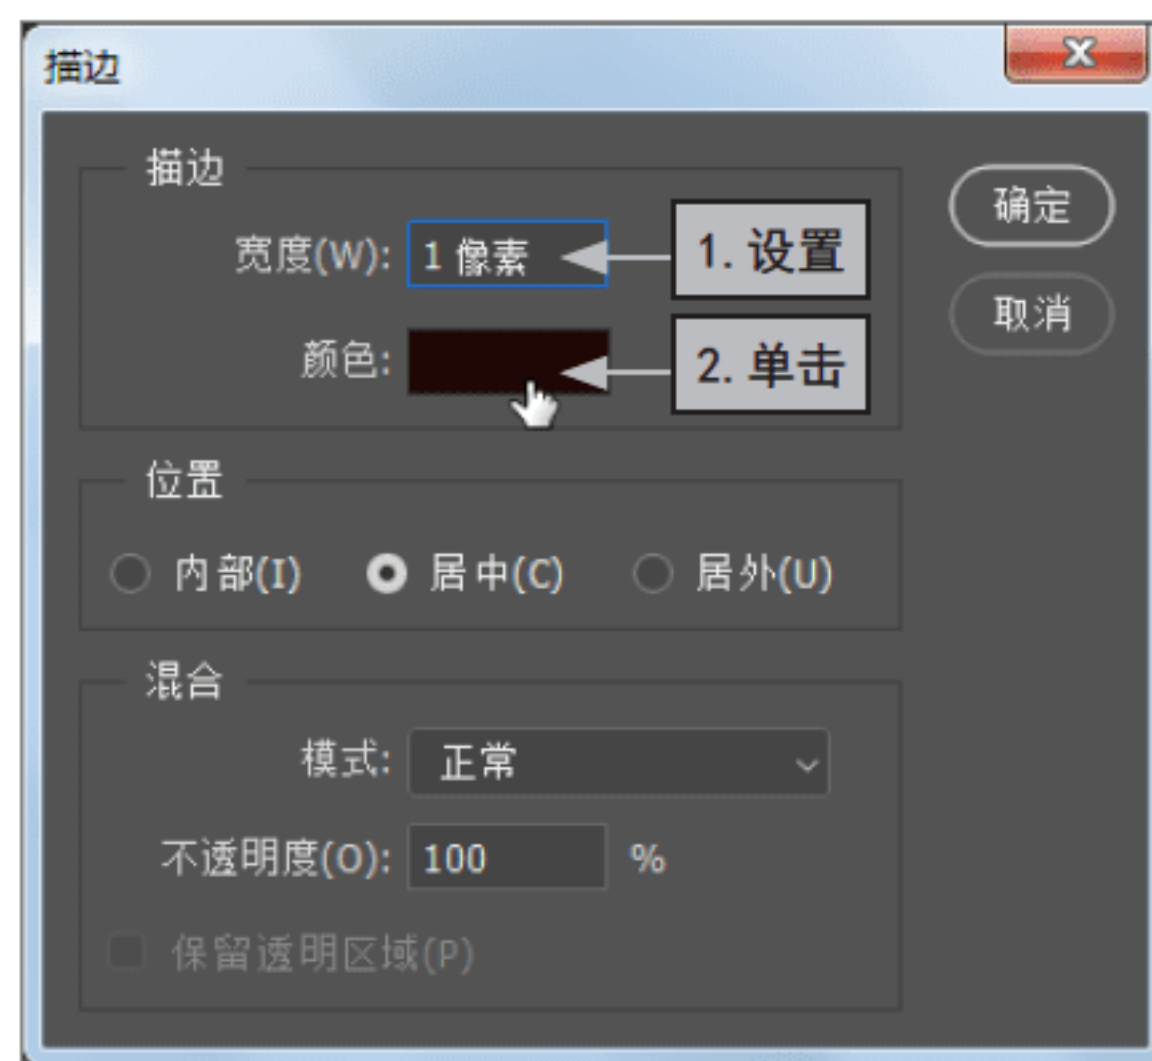 描边
描边
宽度(W): 1 像素
1. 设置
确定
颜色:
2. 单击
取消
位置
内部(I) 居中(C) 居外(U)
混合
模式: 正常
不透明度(O): 100 %
保留透明区域(P)